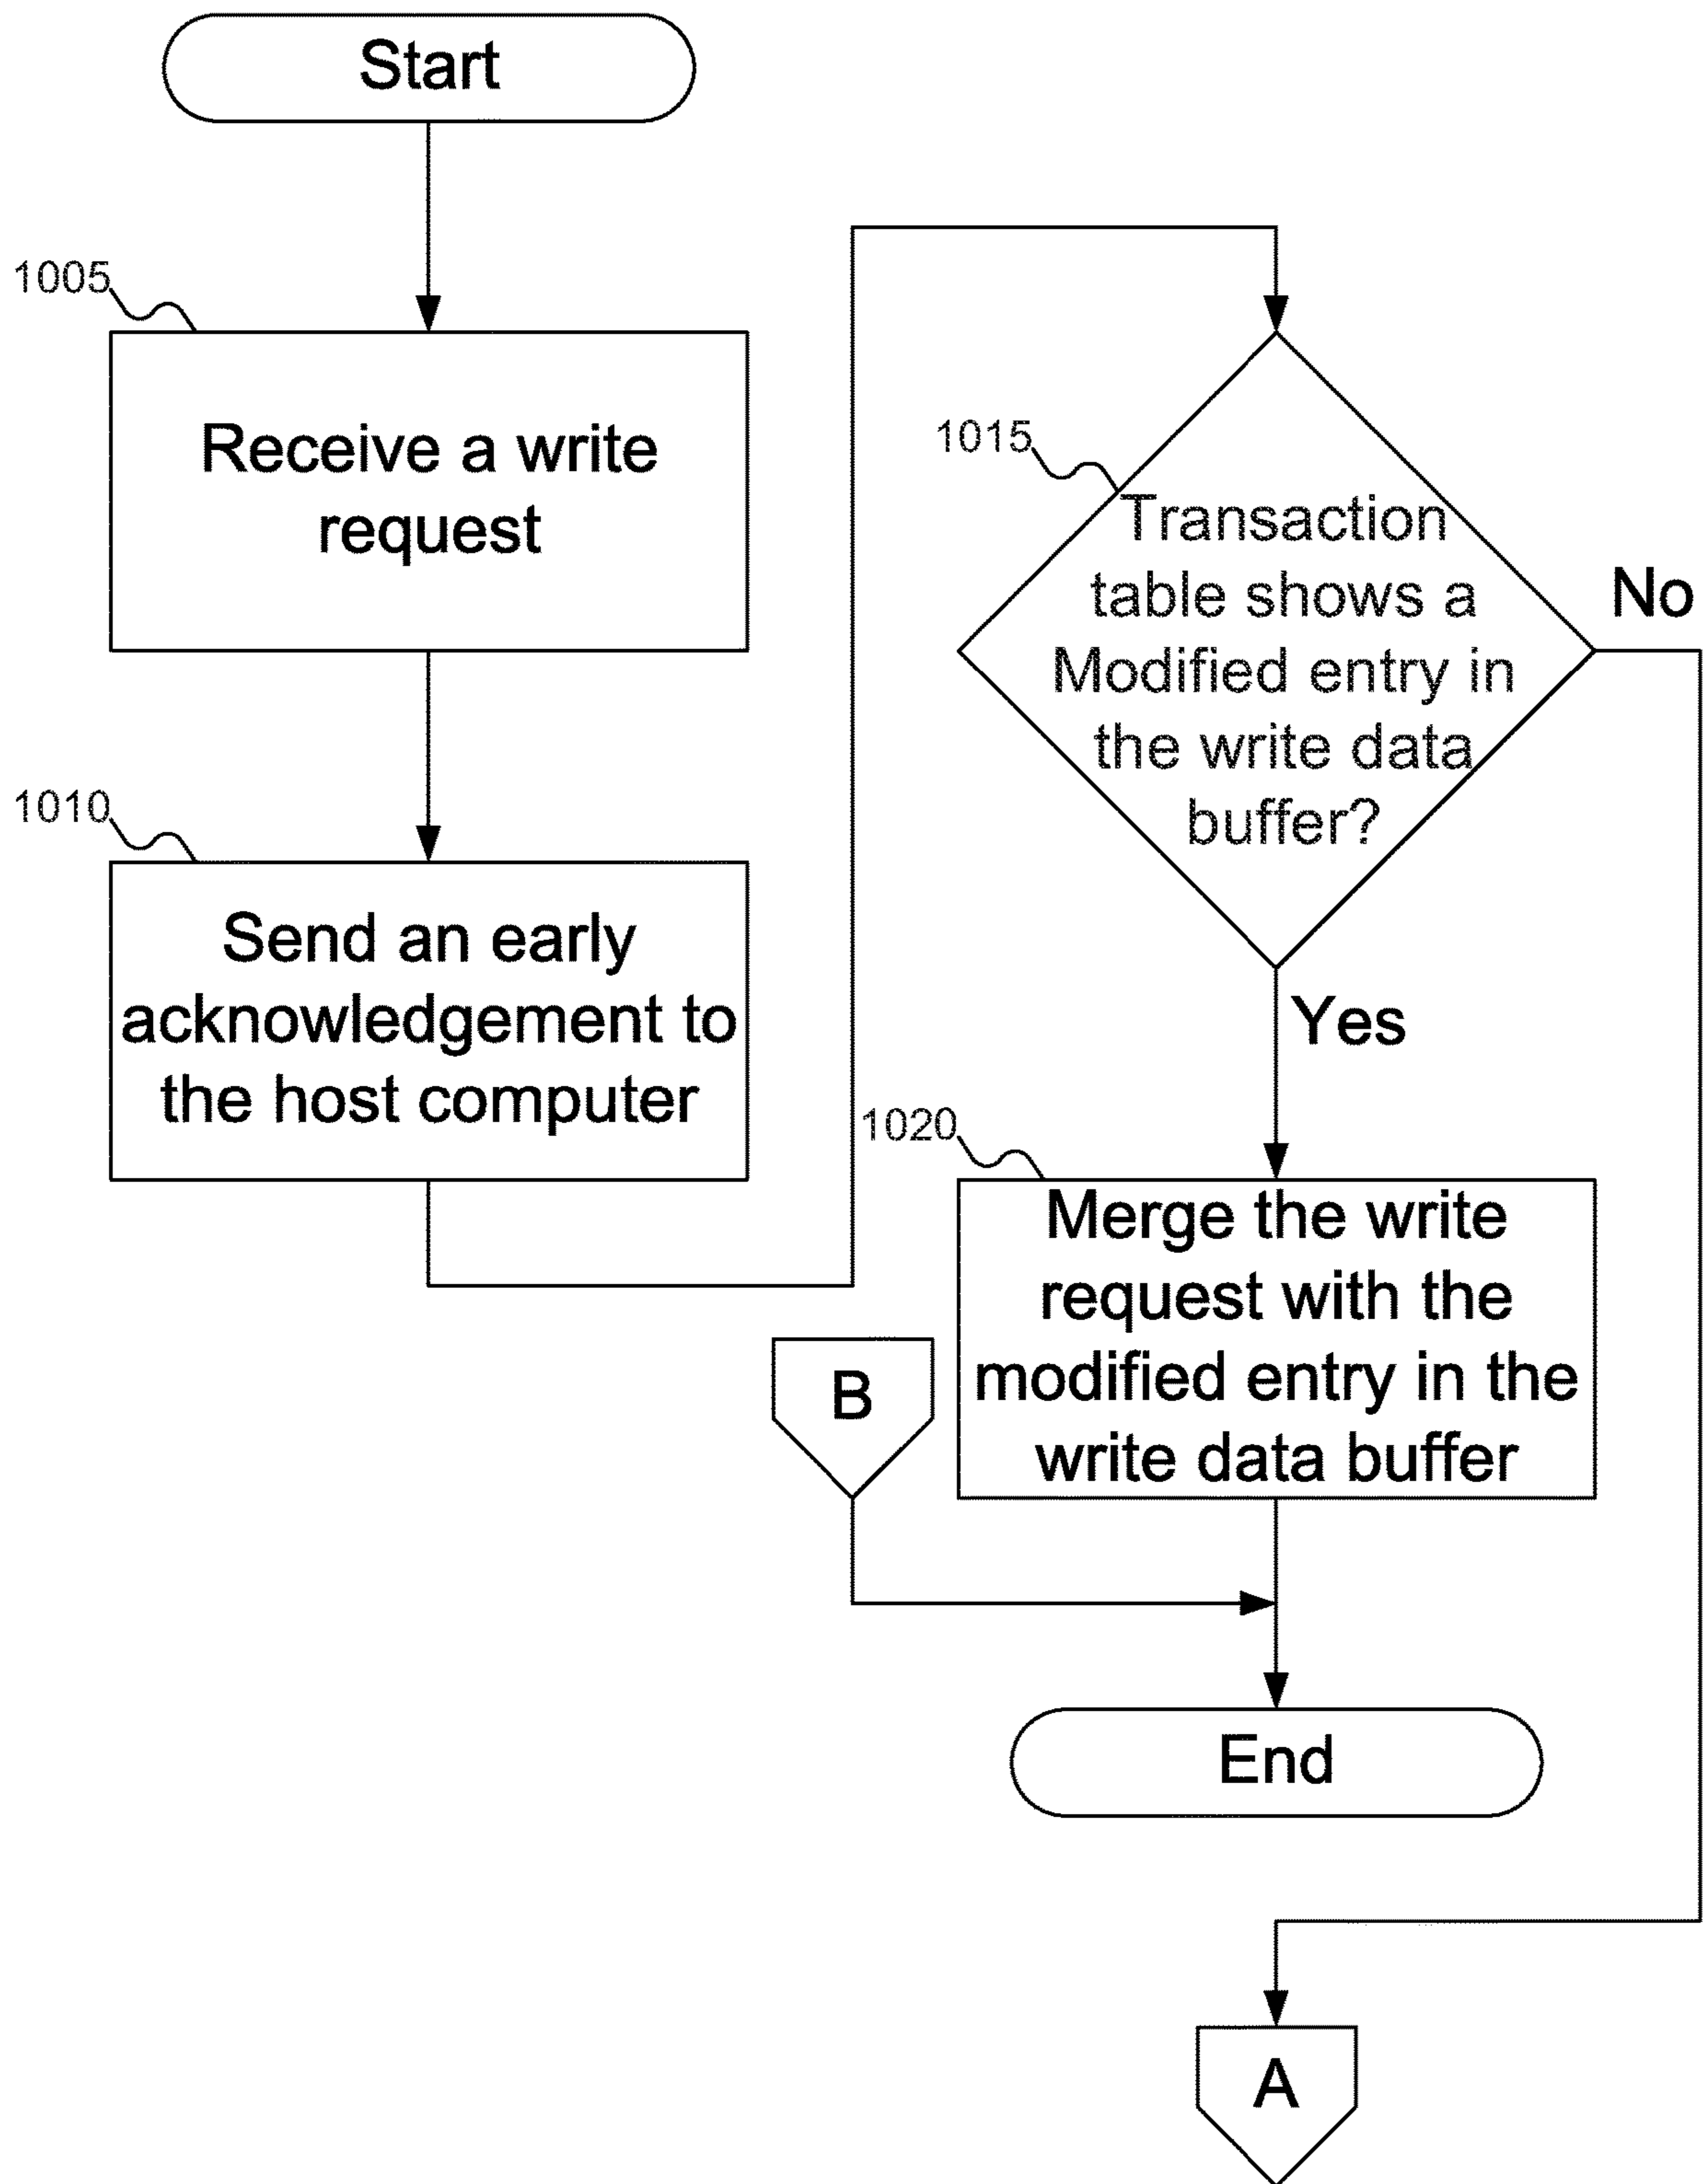 Start
1005
Receive a write
request
1010
Send an early
acknowledgement to
the host computer
1015
Transaction
table shows a
Modified entry in
the write data
buffer?
No
Yes
1020
Merge the write
request with the
modified entry in the
write data buffer
B
End
A